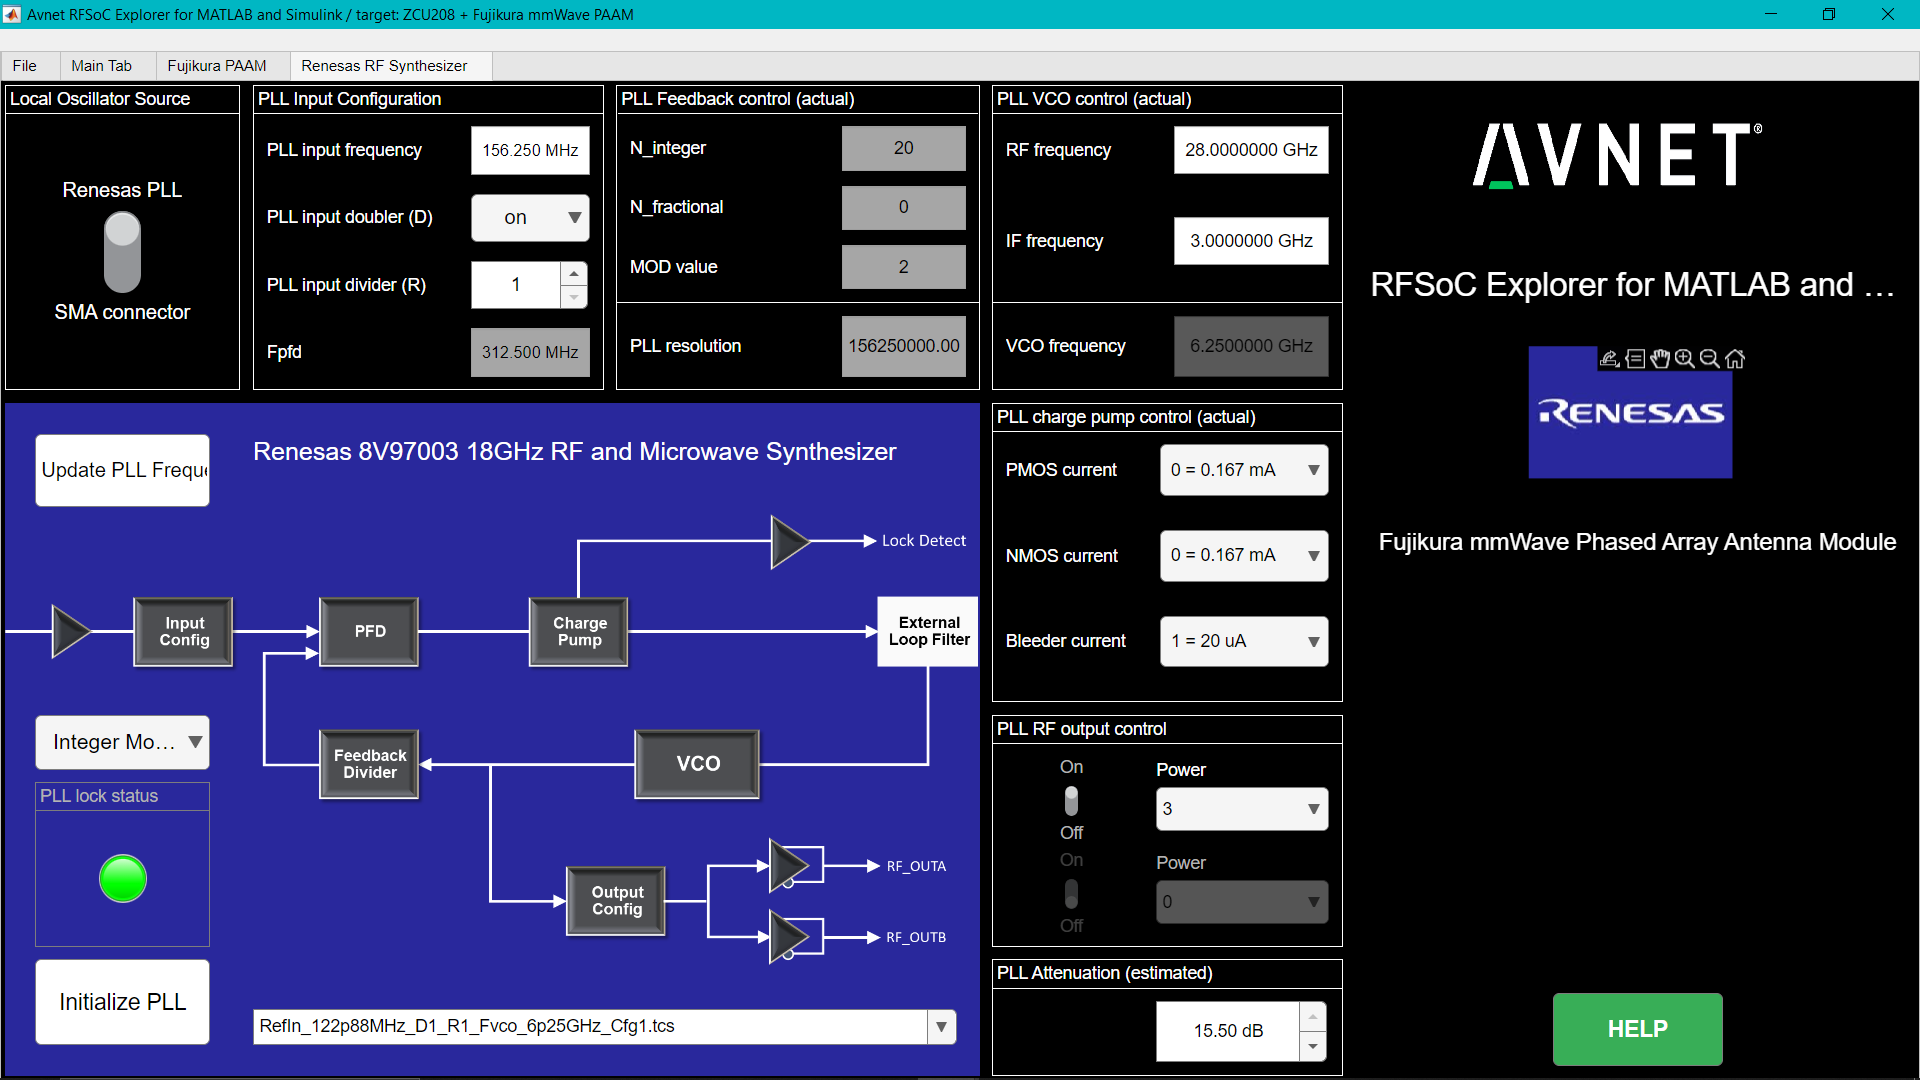 Avnet RFSoC Explorer for MATLAB and Simulink / target: ZCU208 + Fujikura mmWave PAAM
File
Main Tab
Fujikura PAAM
Renesas RF Synthesizer
Local Oscillator Source
Renesas PLL
SMA connector
PLL Input Configuration
PLL input frequency
156.250 MHz
PLL input doubler (D)
on
PLL input divider (R)
1
Fpfd
312.500 MHz
PLL Feedback control (actual)
N_integer
20
N_fractional
0
MOD value
2
PLL resolution
156250000.00
PLL VCO control (actual)
RF frequency
28.0000000 GHz
IF frequency
3.0000000 GHz
VCO frequency
6.2500000 GHz
AVNET®
RFSoC Explorer for MATLAB and ...
RENESAS
Fujikura mmWave Phased Array Antenna Module
Update PLL Freque
Renesas 8V97003 18GHz RF and Microwave Synthesizer
Lock Detect
Input
Config
PFD
Charge
Pump
External
Loop Filter
Feedback
Divider
VCO
Output
Config
RF_OUTA
RF_OUTB
Integer Mo...
PLL lock status
Initialize PLL
RefIn_122p88MHz_D1_R1_Fvco_6p25GHz_Cfg1.tcs
PLL charge pump control (actual)
PMOS current
0 = 0.167 mA
NMOS current
0 = 0.167 mA
Bleeder current
1 = 20 uA
PLL RF output control
On
Off
Power
3
On
Off
Power
0
PLL Attenuation (estimated)
15.50 dB
HELP